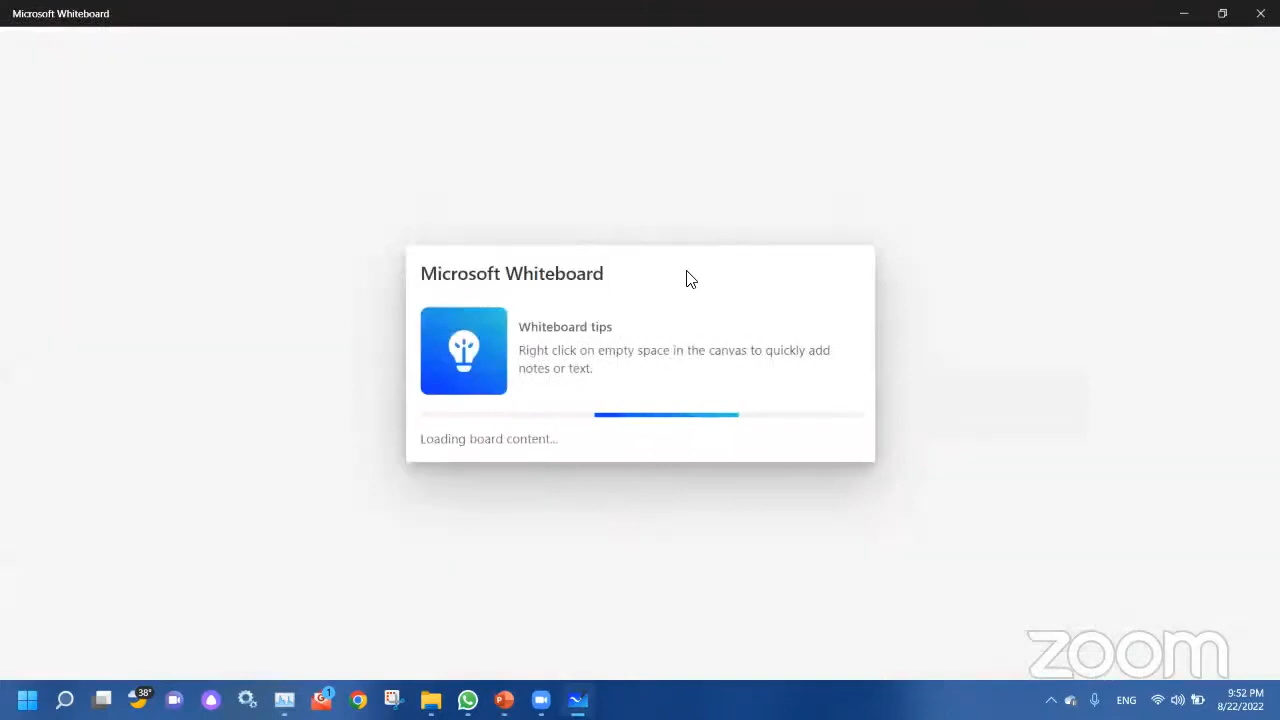 Microsoft Whiteboard
Microsoft Whiteboard
Whiteboard tips
Right click on empty space in the canvas to quickly add
notes or text.
Loading board content...
zoom
38°
1
ENG
9:52 PM
8/22/2022